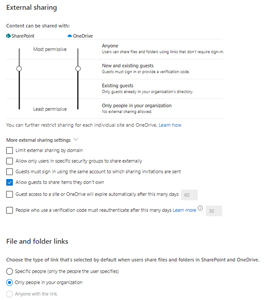 External sharing
Content can be shared with:
SharePoint
OneDrive
Most permissive
Anyone
Users can share files and folders using links that don't require sign-in.
New and existing guests
Guests must sign in or provide a verification code.
Existing guests
Only guests already in your organization's directory.
Least permissive
Only people in your organization
No external sharing allowed.
You can further restrict sharing for each individual site and OneDrive. Learn how
More external sharing settings
Limit external sharing by domain
Allow only users in specific security groups to share externally
Guests must sign in using the same account to which sharing invitations are sent
Allow guests to share items they don't own
Guest access to a site or OneDrive will expire automatically after this many days 60
People who use a verification code must reauthenticate after this many days Learn more
File and folder links
Choose the type of link that's selected by default when users share files and folders in SharePoint and OneDrive.
Specific people (only the people the user specifies)
Only people in your organization
Anyone with the link